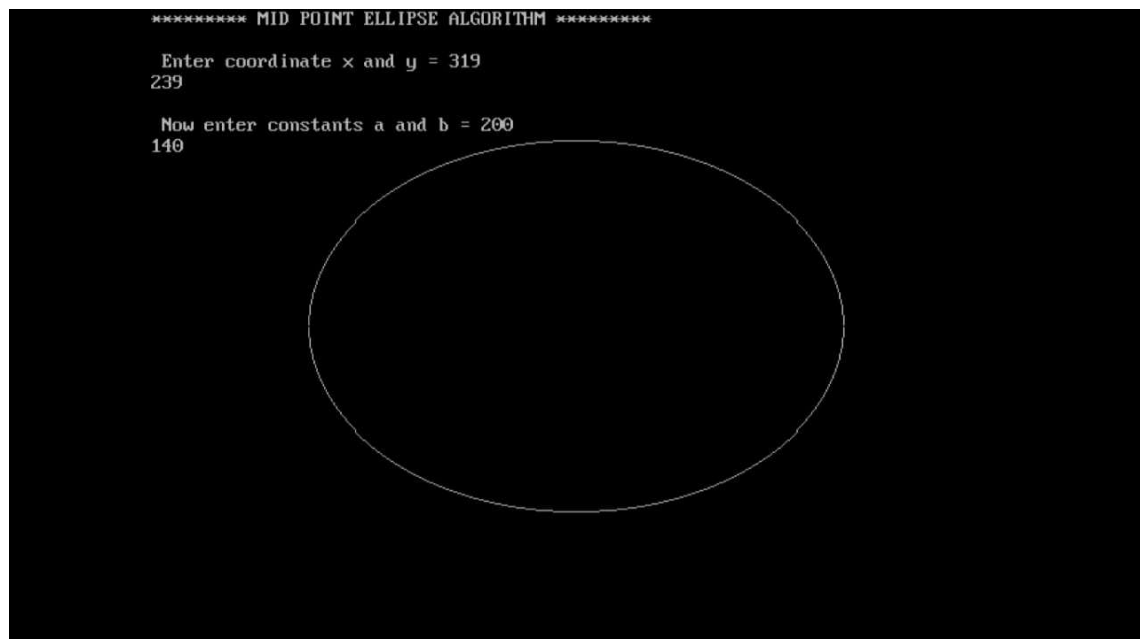 ********* MID POINT ELLIPSE ALGORITHM *********
Enter coordinate x and y = 319
239
Now enter constants a and b = 200
140